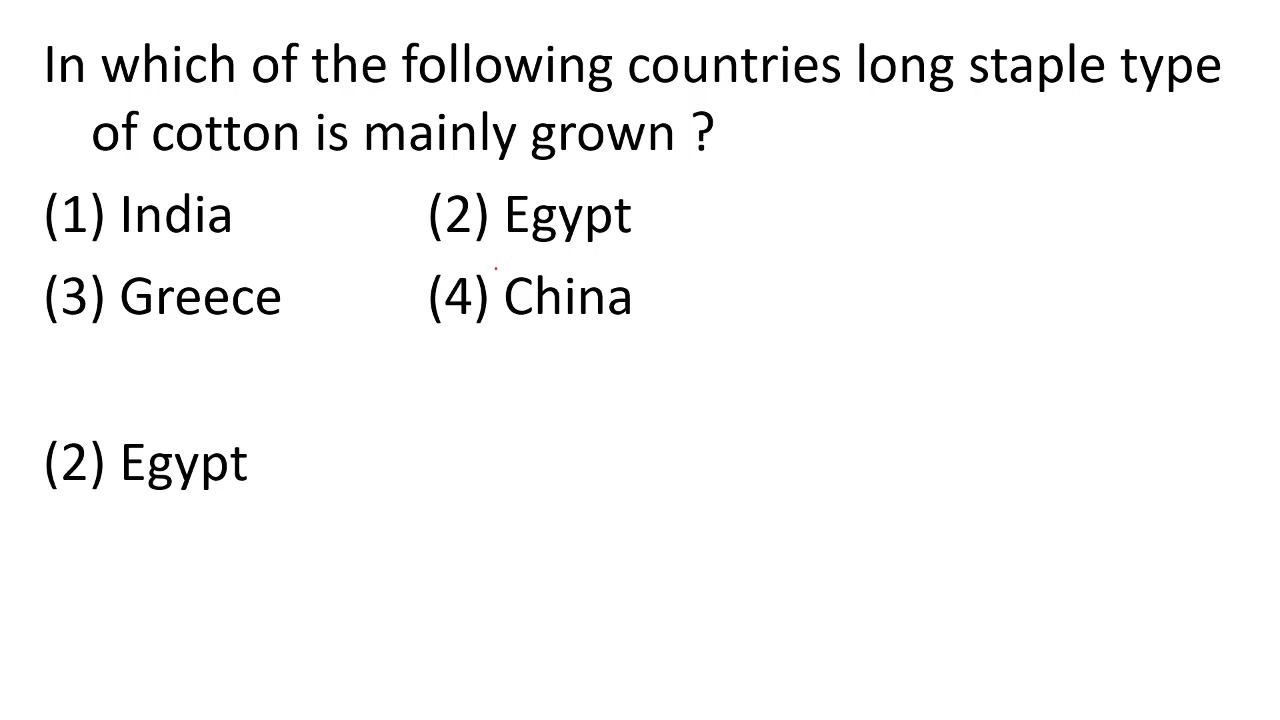 In which of the following countries long staple type
of cotton is mainly grown ?
(1) India (2) Egypt
(3) Greece (4) China
(2) Egypt